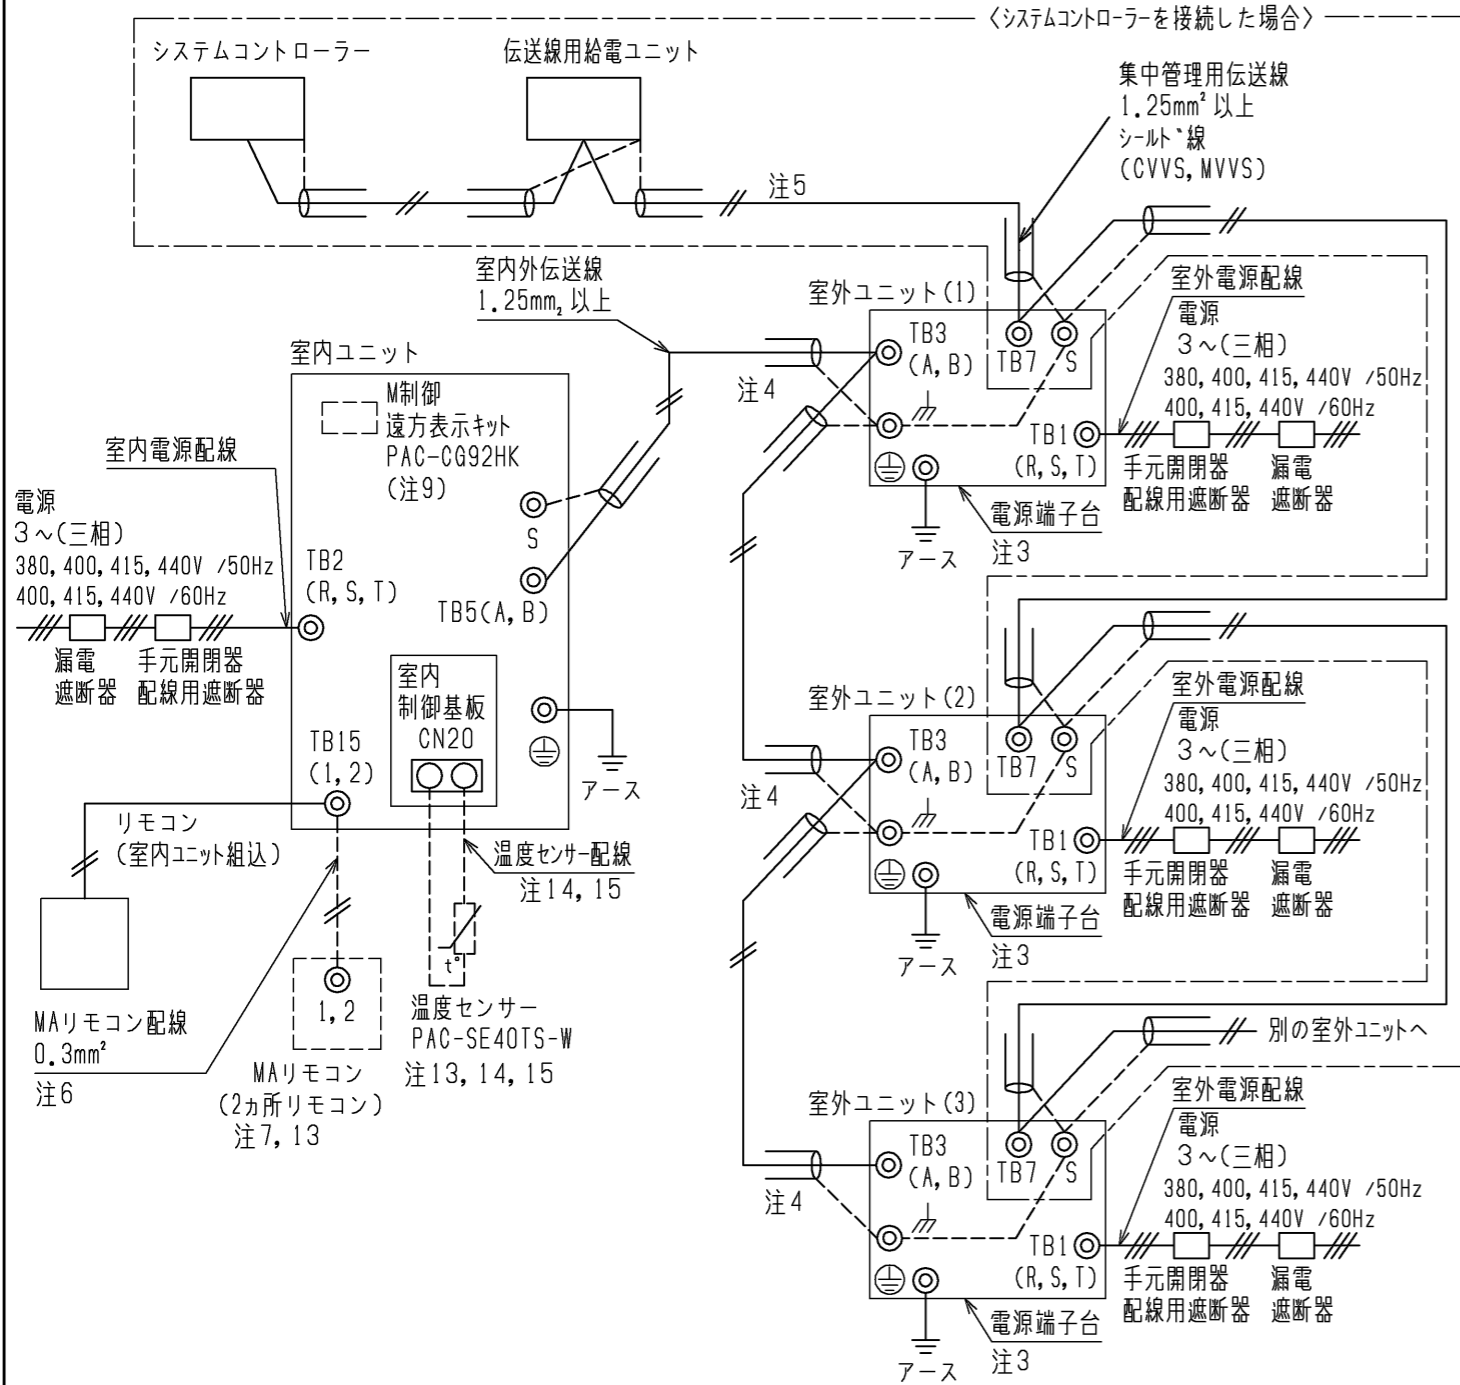 〈システムコントローラーを接続した場合〉
システムコントローラー
伝送線用給電ユニット
集中管理用伝送線
1.25mm²以上
シールド線
(CVVS,MVVS)
注5
室内外伝送線
1.25mm₂以上
室外ユニット(1)
室外電源配線
電源
3～(三相)
380,400,415,440V /50Hz
400,415,440V /60Hz
TB3
(A,B)
TB7
S
注4
TB1
(R,S,T)
手元開閉器
配線用遮断器
漏電
遮断器
電源端子台
注3
アース
室内ユニット
M制御
遠方表示キット
PAC-CG92HK
(注9)
室内電源配線
電源
3～(三相)
380,400,415,440V /50Hz
400,415,440V /60Hz
漏電
遮断器
手元開閉器
配線用遮断器
TB2
(R,S,T)
S
TB5(A,B)
室内
制御基板
CN20
アース
TB15
(1,2)
リモコン
(室内ユニット組込)
温度センサー配線
注14,15
t°
温度センサー
PAC-SE40TS-W
注13,14,15
1,2
MAリモコン配線
0.3mm²
注6
MAリモコン
(2ヵ所リモコン)
注7,13
室外ユニット(2)
室外電源配線
電源
3～(三相)
380,400,415,440V /50Hz
400,415,440V /60Hz
TB3
(A,B)
TB7
S
注4
TB1
(R,S,T)
手元開閉器
配線用遮断器
漏電
遮断器
電源端子台
注3
アース
別の室外ユニットへ
室外ユニット(3)
室外電源配線
電源
3～(三相)
380,400,415,440V /50Hz
400,415,440V /60Hz
TB3
(A,B)
TB7
S
注4
TB1
(R,S,T)
手元開閉器
配線用遮断器
漏電
遮断器
電源端子台
注3
アース